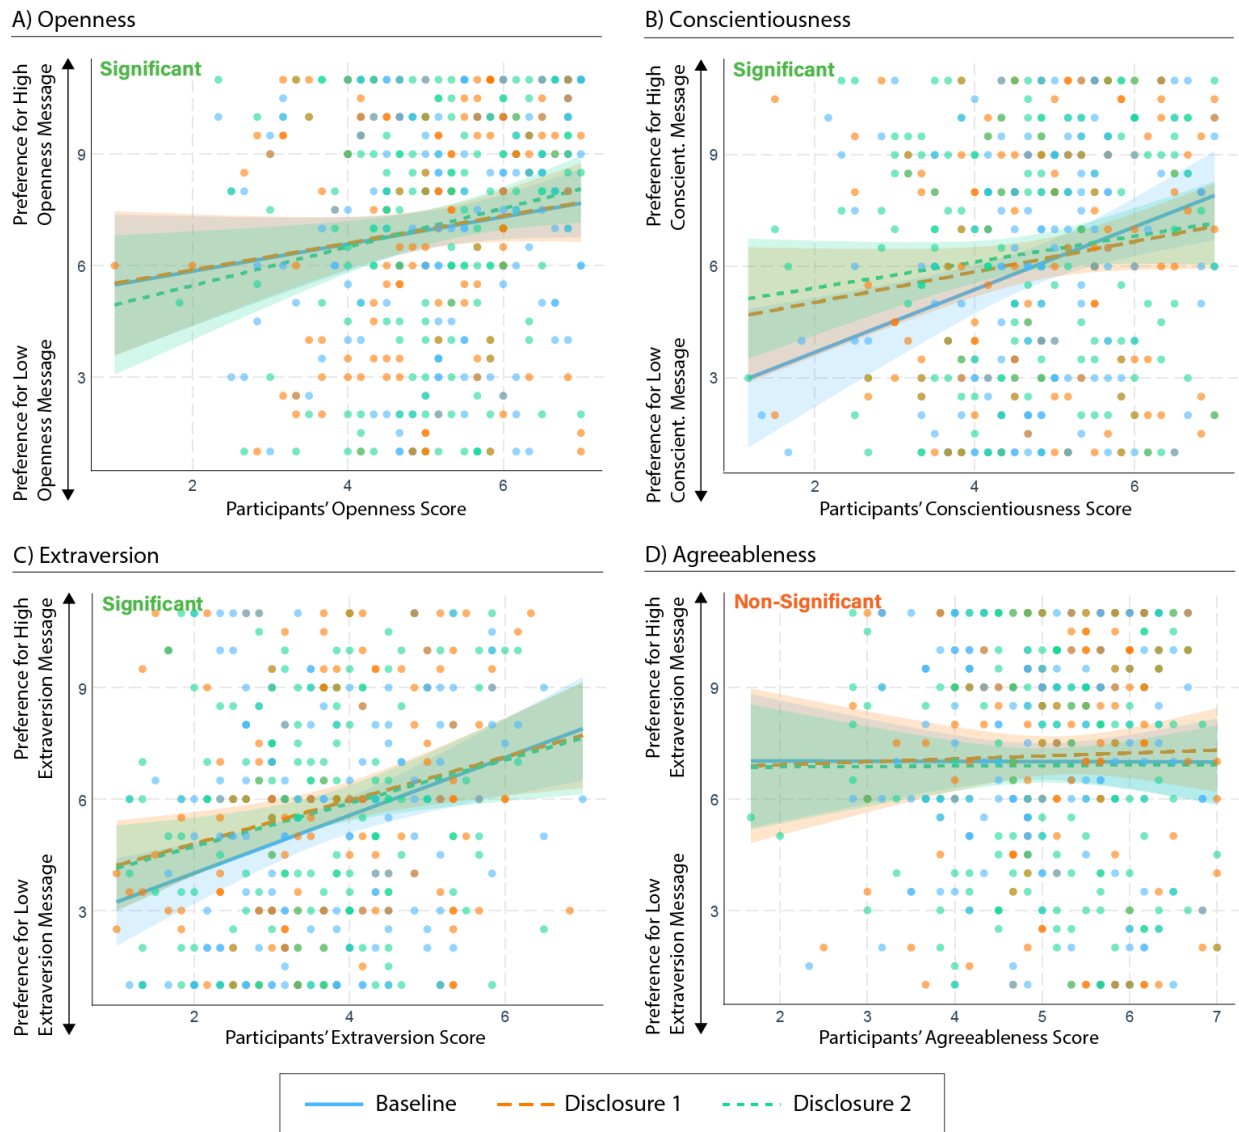 A) Openness
Preference for High
Openness Message
Preference for Low
Openness Message
Significant
9
6
3
2
4
6
Participants' Openness Score
B) Conscientiousness
Preference for High
Conscient. Message
Preference for Low
Conscient. Message
Significant
9
6
3
2
4
6
Participants' Conscientiousness Score
C) Extraversion
Preference for High
Extraversion Message
Preference for Low
Extraversion Message
Significant
9
6
3
2
4
6
Participants' Extraversion Score
D) Agreeableness
Preference for High
Extraversion Message
Preference for Low
Extraversion Message
Non-Significant
9
6
3
2
3
4
5
6
7
Participants' Agreeableness Score
Baseline
Disclosure 1
Disclosure 2